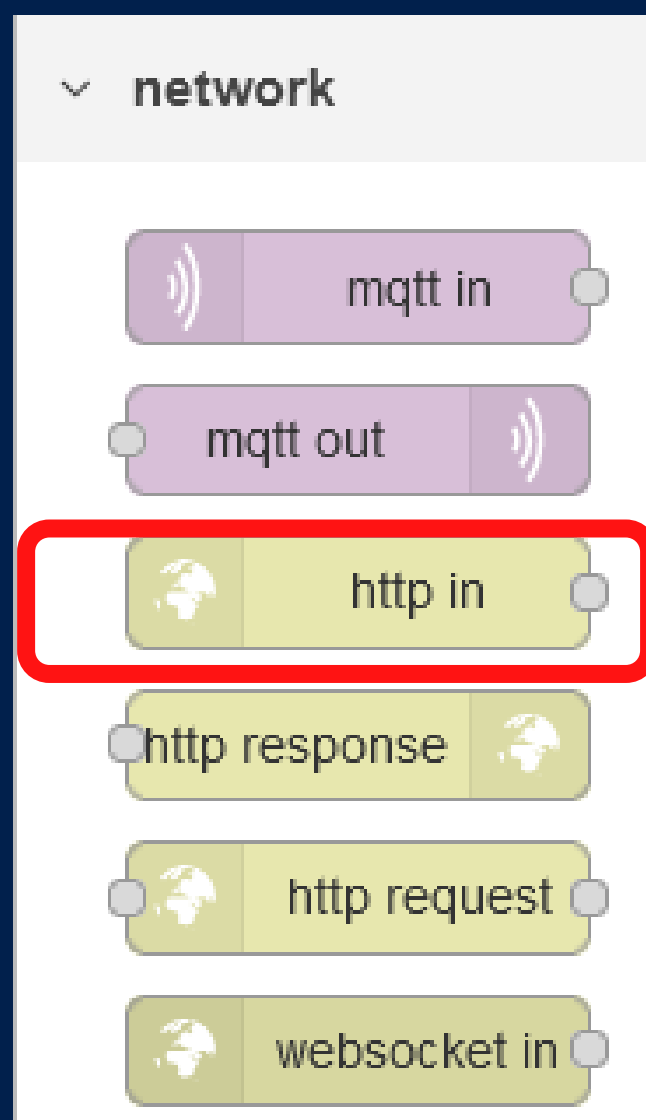 network
mqtt in
mqtt out
http in
http response
http request
websocket in